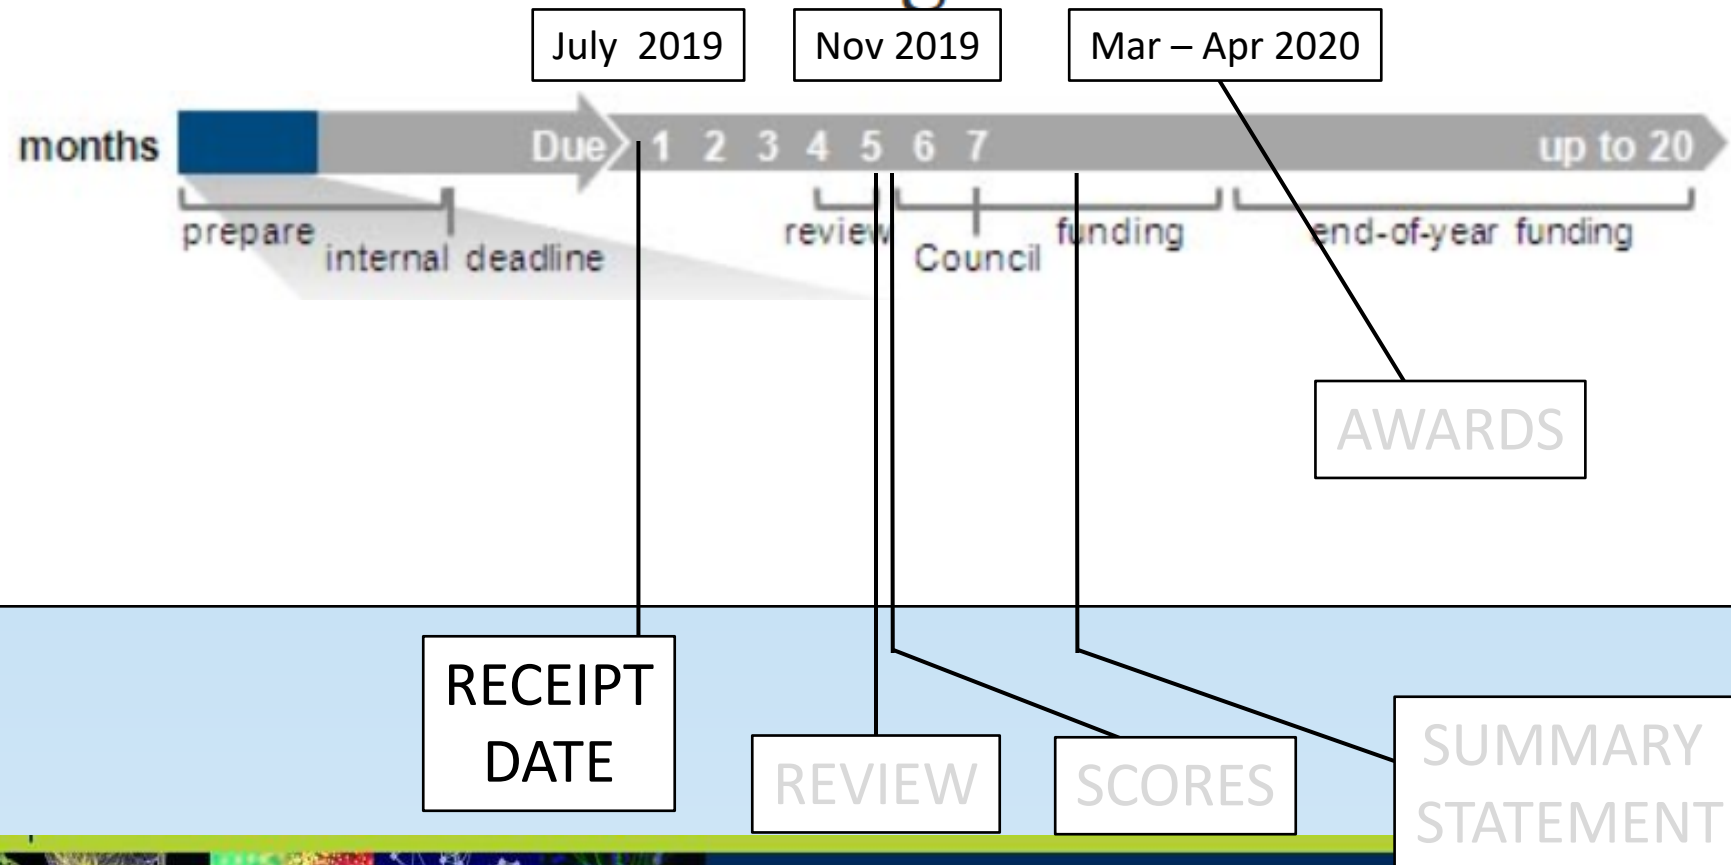 July 2019
Nov 2019
Mar – Apr 2020
months
Due 1 2 3 4 5 6 7 up to 20
prepare
internal deadline
review
Council
funding
end-of-year funding
AWARDS
RECEIPT
DATE
REVIEW
SCORES
SUMMARY
STATEMENT